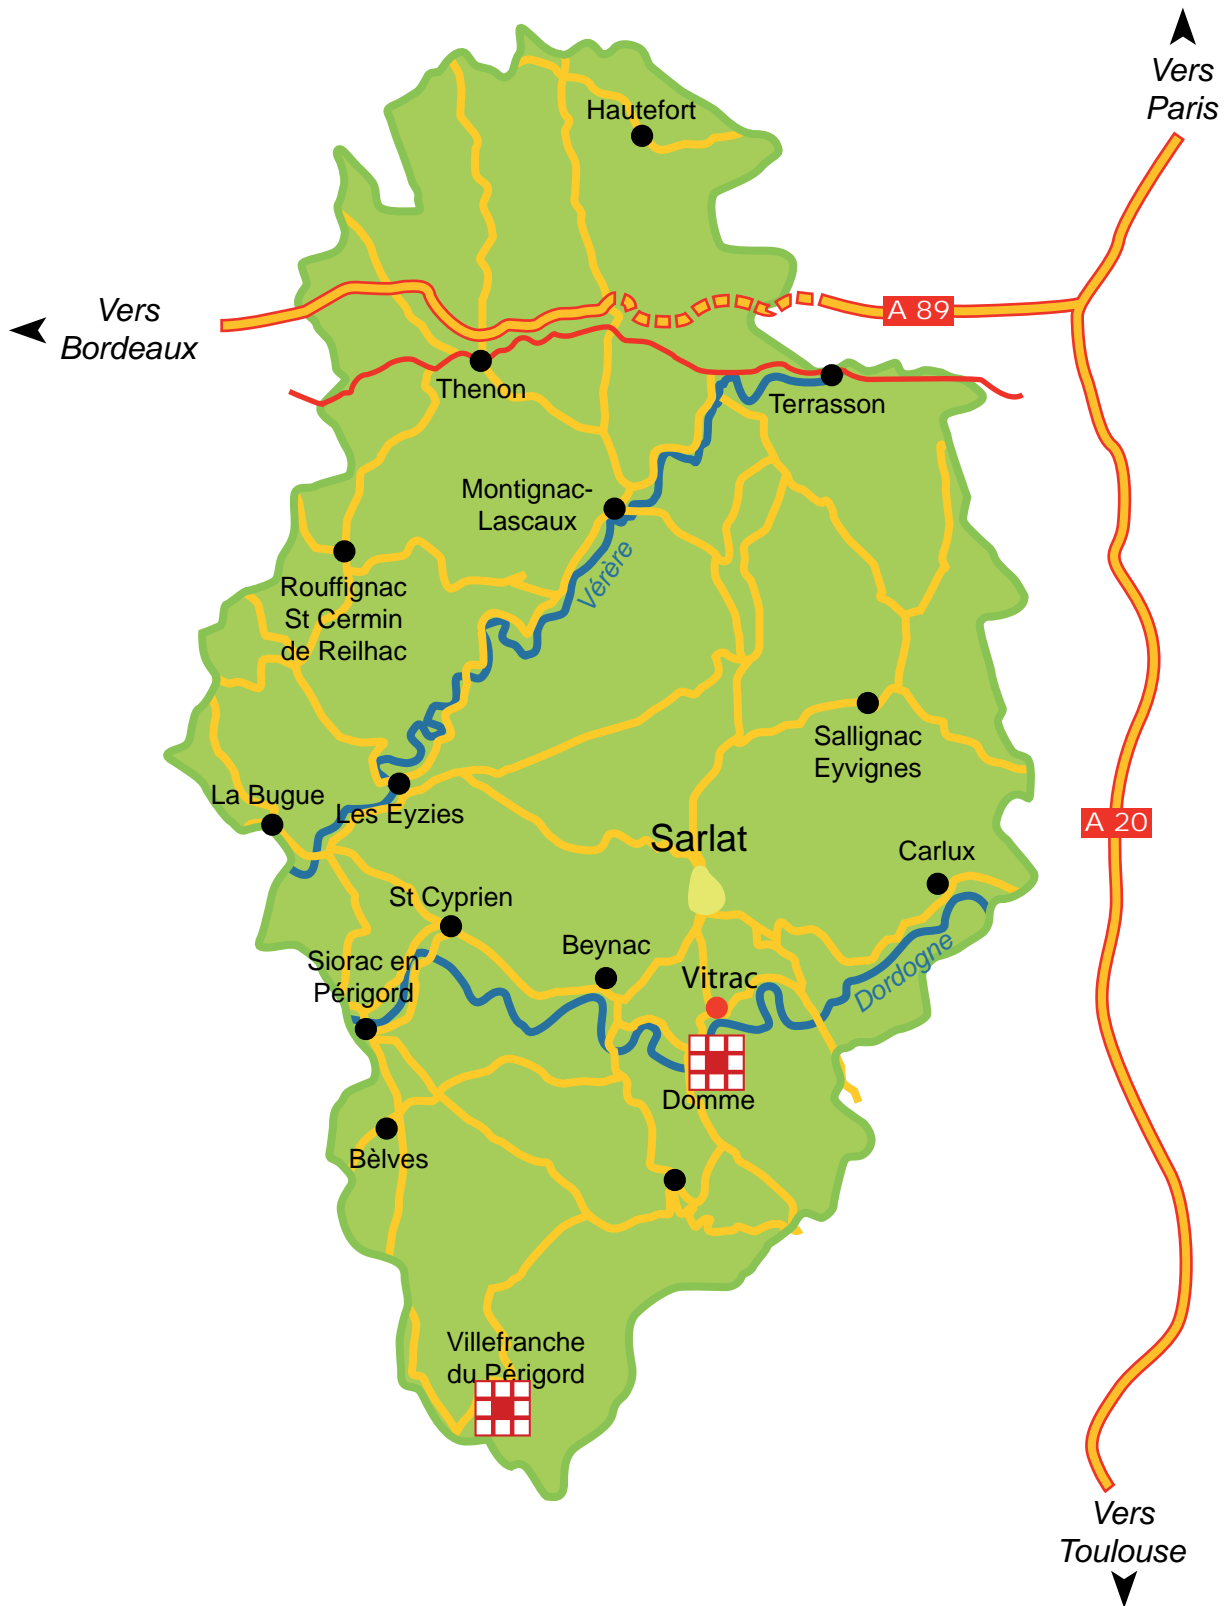 Vers
Paris
Hautefort
Vers
Bordeaux
A 89
Thenon
Terrasson
Montignac-
Lascaux
Vérère
Rouffignac
St Cermin
de Reilhac
Sallignac
Eyvignes
La Bugue
Les Eyzies
A 20
Sarlat
Carlux
St Cyprien
Beynac
Siorac en
Périgord
Vitrac
Dordogne
Domme
Bèlves
Villefranche
du Périgord
Vers
Toulouse